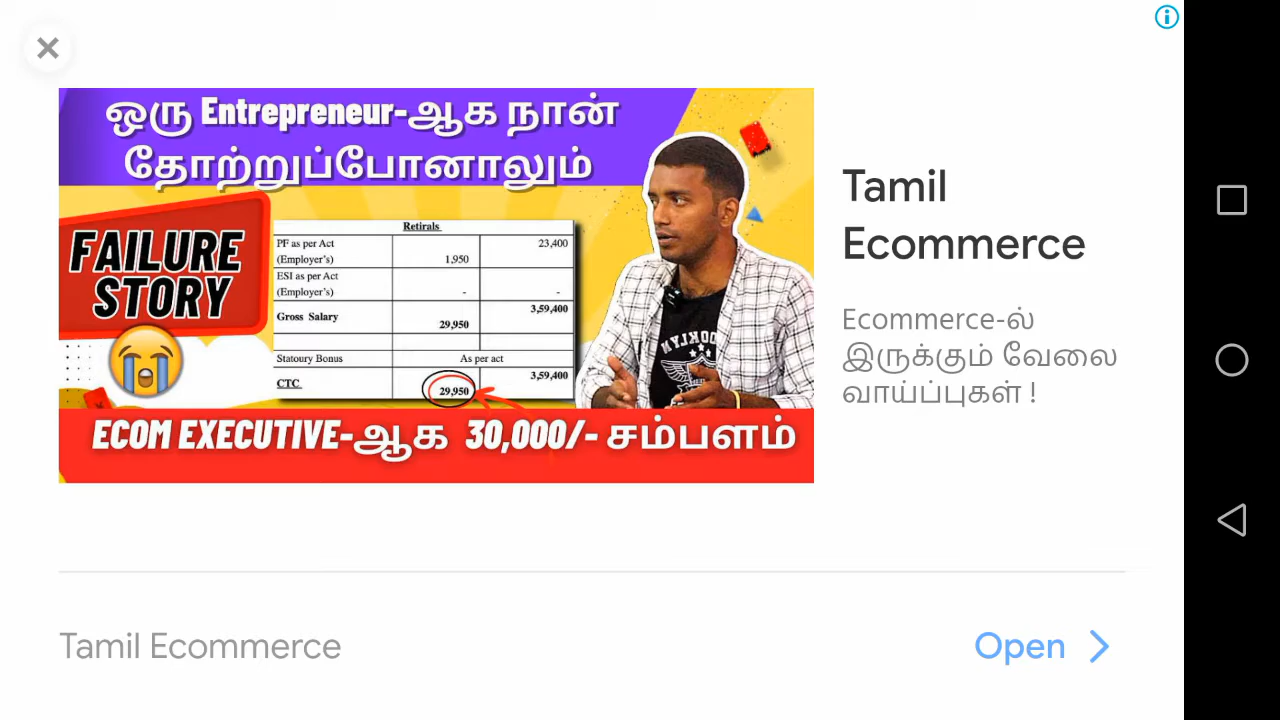 ஒரு Entrepreneur-ஆக நான்
தோற்றுப்போனாலும்
FAILURE
STORY
Retirals
PF as per Act
(Employer's) 1,950 23,400
ESI as per Act
(Employer's) - -
Gross Salary 29,950 3,59,400
Statoury Bonus As per act
CTC 29,950 3,59,400
BROOKLYN
ECOM EXECUTIVE-ஆக 30,000/- சம்பளம்
Tamil
Ecommerce
Ecommerce-ல்
இருக்கும் வேலை
வாய்ப்புகள் !
Tamil Ecommerce
Open